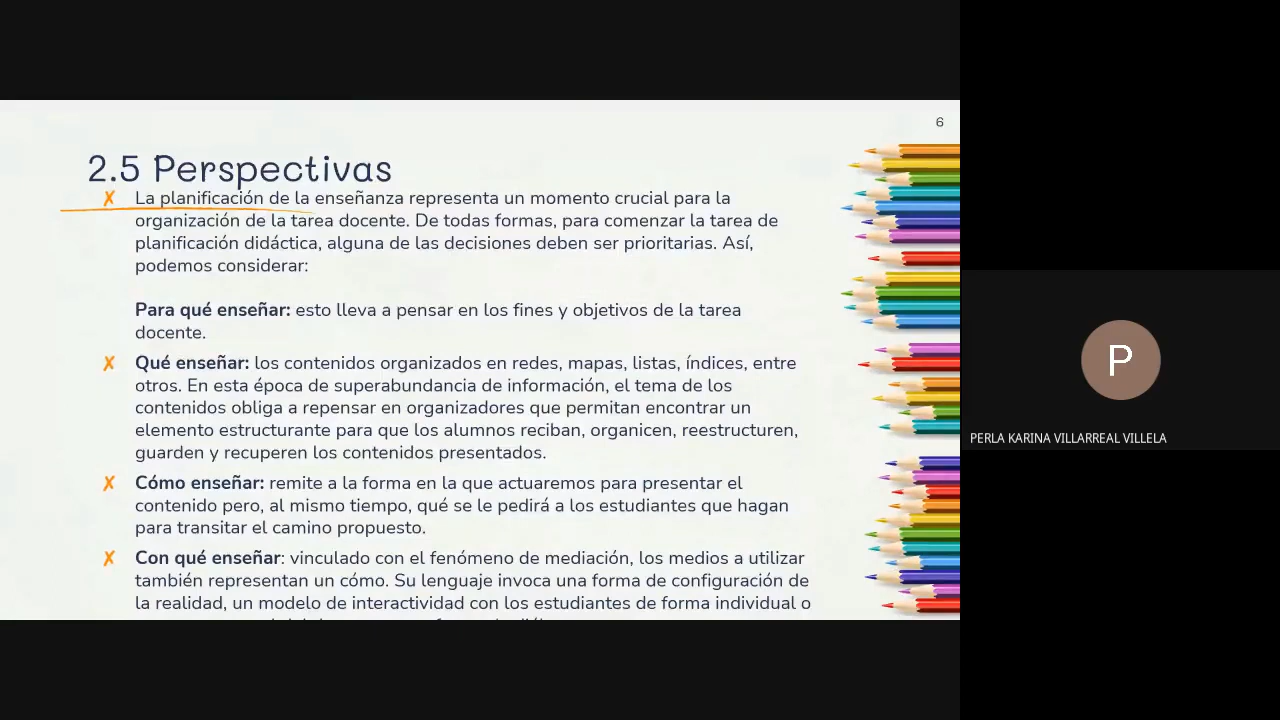 6
2.5 Perspectivas
✗ La planificación de la enseñanza representa un momento crucial para la
organización de la tarea docente. De todas formas, para comenzar la tarea de
planificación didáctica, alguna de las decisiones deben ser prioritarias. Así,
podemos considerar:
Para qué enseñar: esto lleva a pensar en los fines y objetivos de la tarea
docente.
✗ Qué enseñar: los contenidos organizados en redes, mapas, listas, índices, entre
otros. En esta época de superabundancia de información, el tema de los
contenidos obliga a repensar en organizadores que permitan encontrar un
elemento estructurante para que los alumnos reciban, organicen, reestructuren,
guarden y recuperen los contenidos presentados.
✗ Cómo enseñar: remite a la forma en la que actuaremos para presentar el
contenido pero, al mismo tiempo, qué se le pedirá a los estudiantes que hagan
para transitar el camino propuesto.
✗ Con qué enseñar: vinculado con el fenómeno de mediación, los medios a utilizar
también representan un cómo. Su lenguaje invoca una forma de configuración de
la realidad, un modelo de interactividad con los estudiantes de forma individual o
P
PERLA KARINA VILLARREAL VILLELA